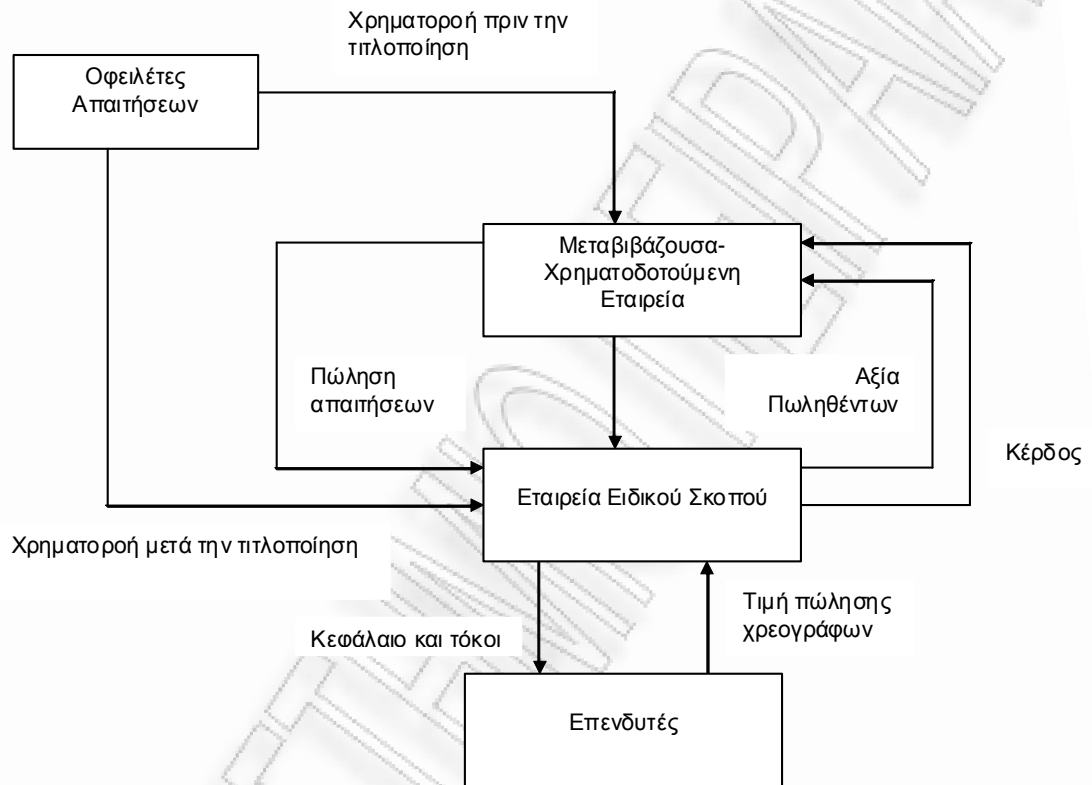 Χρηματοροή πριν την
τιτλοποίηση
Οφειλέτες
Απαιτήσεων
Μεταβιβάζουσα-
Χρηματοδοτούμενη
Εταιρεία
Πώληση
απαιτήσεων
Αξία
Πωληθέντων
Κέρδος
Εταιρεία Ειδικού Σκοπού
Χρηματοροή μετά την τιτλοποίηση
Τιμή πώλησης
χρεογράφων
Κεφάλαιο και τόκοι
Επενδυτές